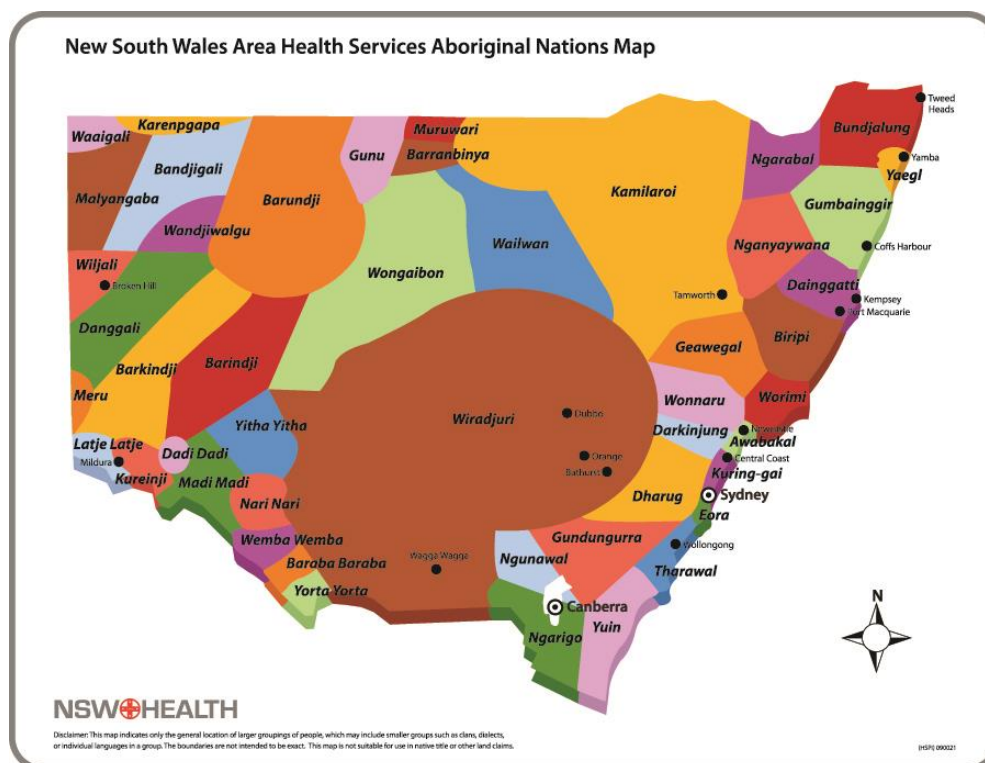 New South Wales Area Health Services Aboriginal Nations Map
Tweed Heads
Karenpgapa
Waaigali
Muruwari
Bundjalung
Gunu
Barranbinya
Bandjigali
Ngarabal
Yamba
Yaegl
Malyangaba
Barundji
Kamilaroi
Gumbainggir
Wandjiwalgu
Wailwan
Nganyaywana
Coffs Harbour
Wiljali
Wongaibon
Broken Hill
Dainggatti
Tamworth
Kempsey
Port Macquarie
Danggali
Biripi
Geawegal
Barindji
Barkindji
Meru
Wonnaru
Worimi
Wiradjuri
Dubbo
Yitha Yitha
Darkinjung
Newcastle
Awabakal
Latje Latje
Dadi Dadi
Orange
Central Coast
Mildura
Bathurst
Kuring-gai
Kureinji
Madi Madi
Dharug
Sydney
Nari Nari
Eora
Gundungurra
Wemba Wemba
Wollongong
Wagga Wagga
Ngunawal
Baraba Baraba
Tharawal
Yorta Yorta
Canberra
Yuin
Ngarigo
N
NSW HEALTH
Disclaimer: This map indicates only the general location of larger groupings of people, which may include smaller groups such as clans, dialects,
or individual languages in a group. The boundaries are not intended to be exact. This map is not suitable for use in native title or other land claims.
(HSPI) 090021